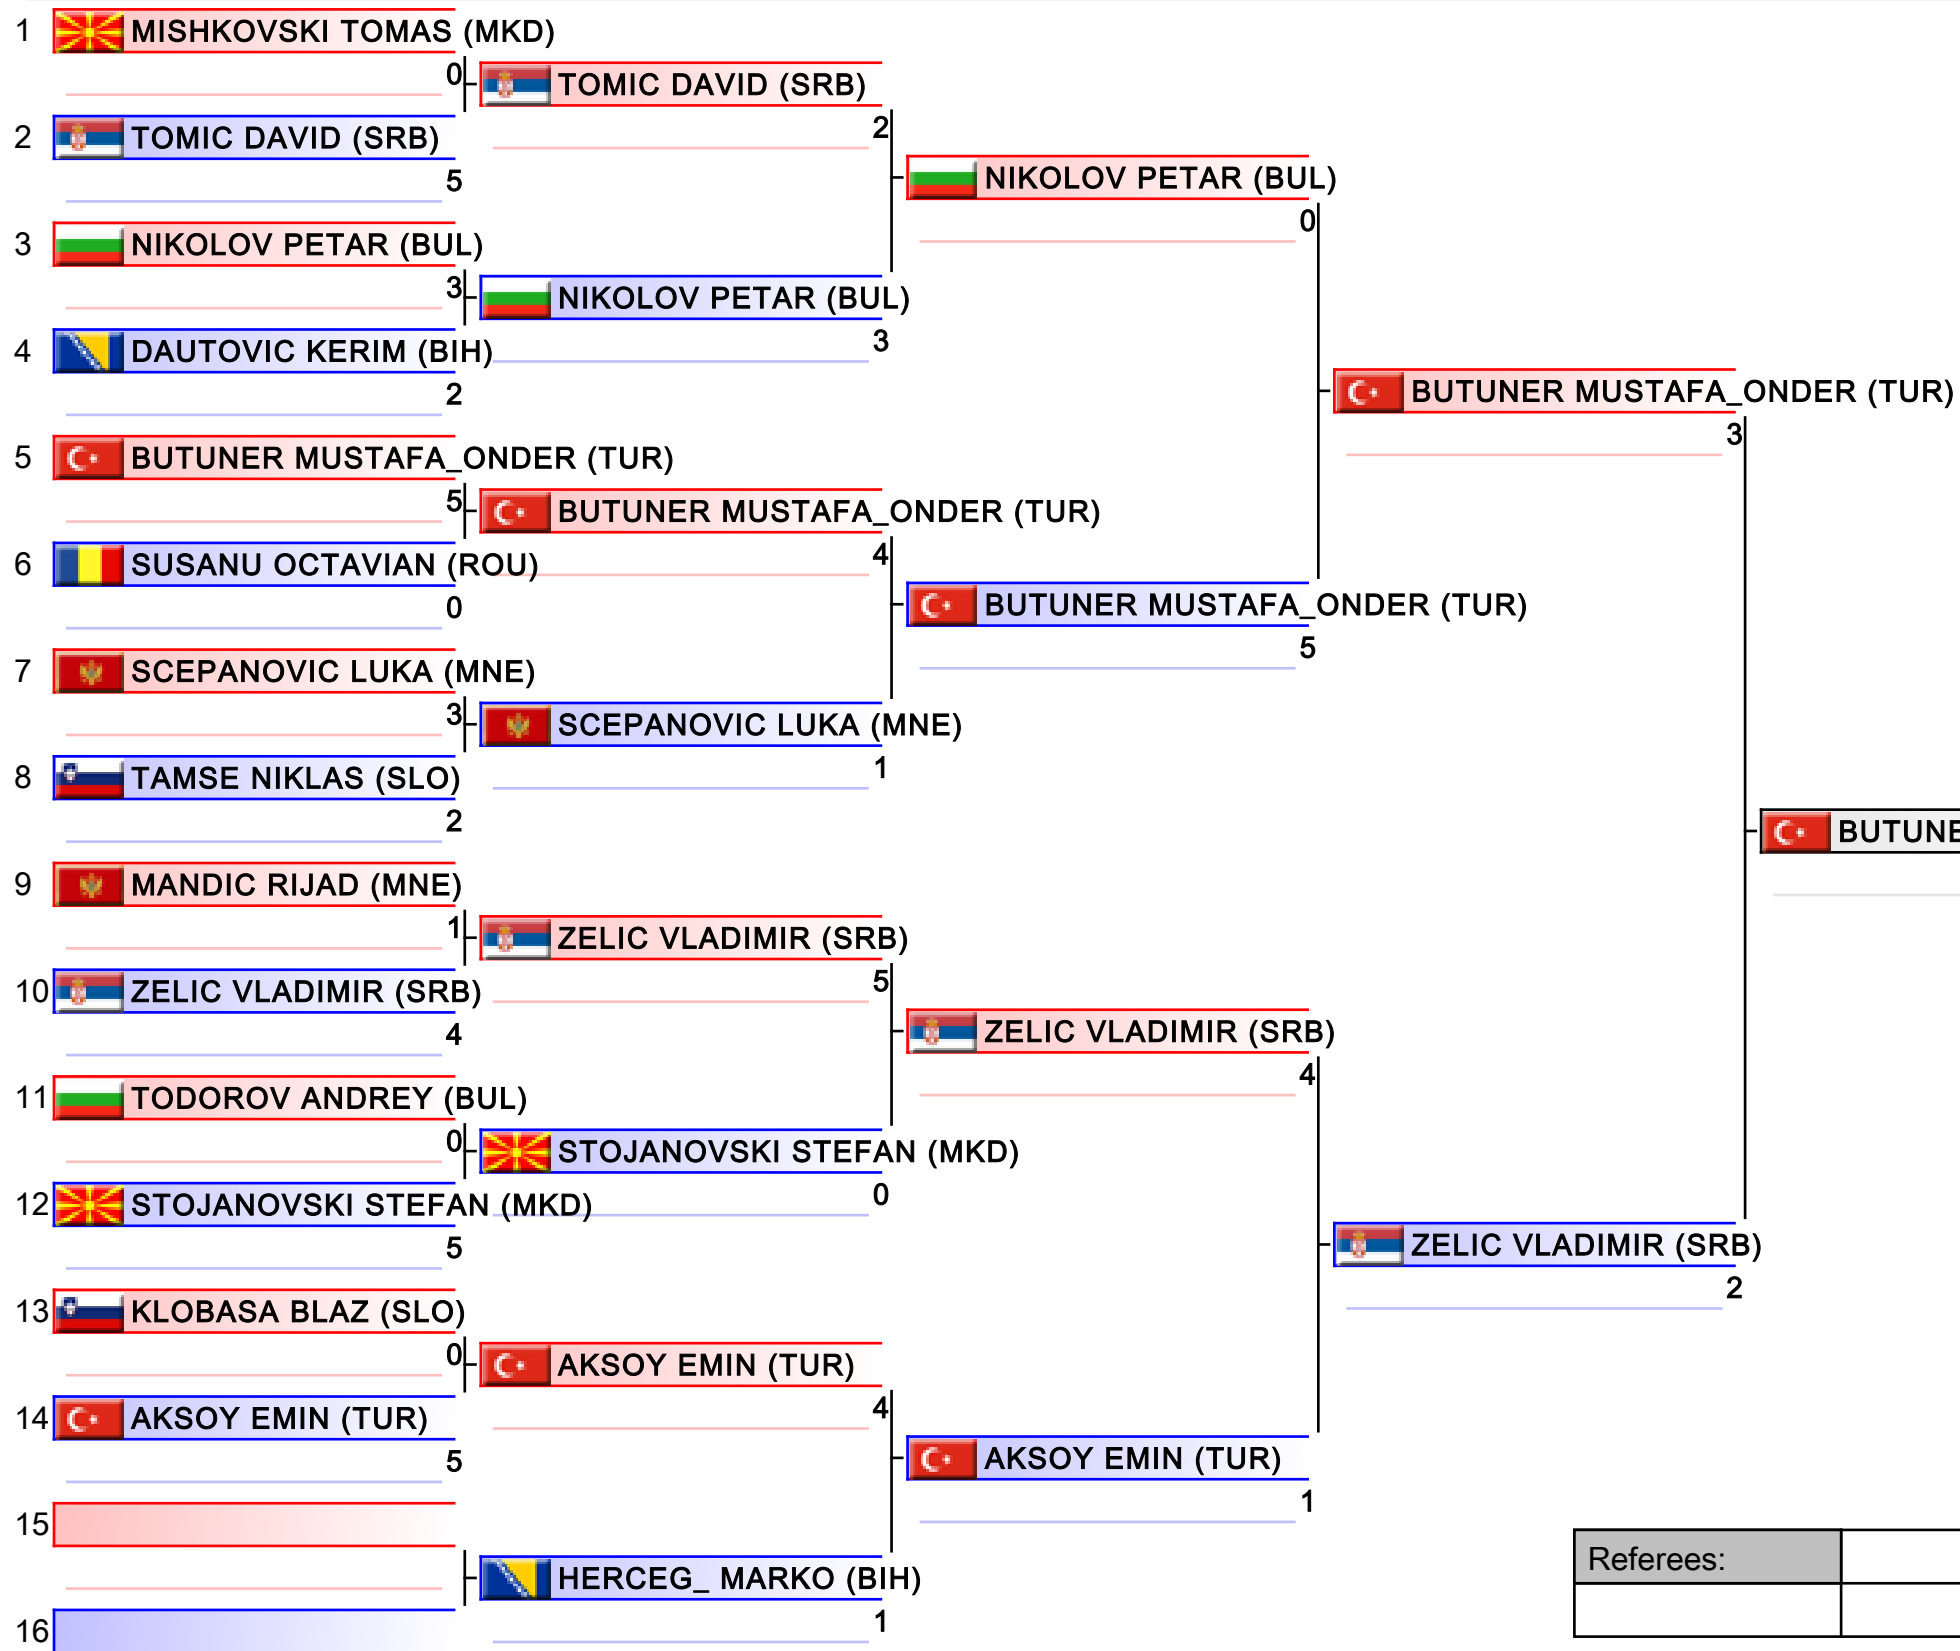 1 MISHKOVSKI TOMAS (MKD)
0 TOMIC DAVID (SRB)
2
2 TOMIC DAVID (SRB)
5
NIKOLOV PETAR (BUL)
0
3 NIKOLOV PETAR (BUL)
3 NIKOLOV PETAR (BUL)
3
4 DAUTOVIC KERIM (BIH)
2
BUTUNER MUSTAFA_ONDER (TUR)
3
5 BUTUNER MUSTAFA_ONDER (TUR)
5 BUTUNER MUSTAFA_ONDER (TUR)
4
6 SUSANU OCTAVIAN (ROU)
0
BUTUNER MUSTAFA_ONDER (TUR)
5
7 SCEPANOVIC LUKA (MNE)
3 SCEPANOVIC LUKA (MNE)
1
8 TAMSE NIKLAS (SLO)
2
BUTUNE
9 MANDIC RIJAD (MNE)
1 ZELIC VLADIMIR (SRB)
5
10 ZELIC VLADIMIR (SRB)
4
ZELIC VLADIMIR (SRB)
4
11 TODOROV ANDREY (BUL)
0 STOJANOVSKI STEFAN (MKD)
0
12 STOJANOVSKI STEFAN (MKD)
5
ZELIC VLADIMIR (SRB)
2
13 KLOBASA BLAZ (SLO)
0 AKSOY EMIN (TUR)
4
14 AKSOY EMIN (TUR)
5
AKSOY EMIN (TUR)
1
15
HERCEG_ MARKO (BIH)
1
16
Referees: